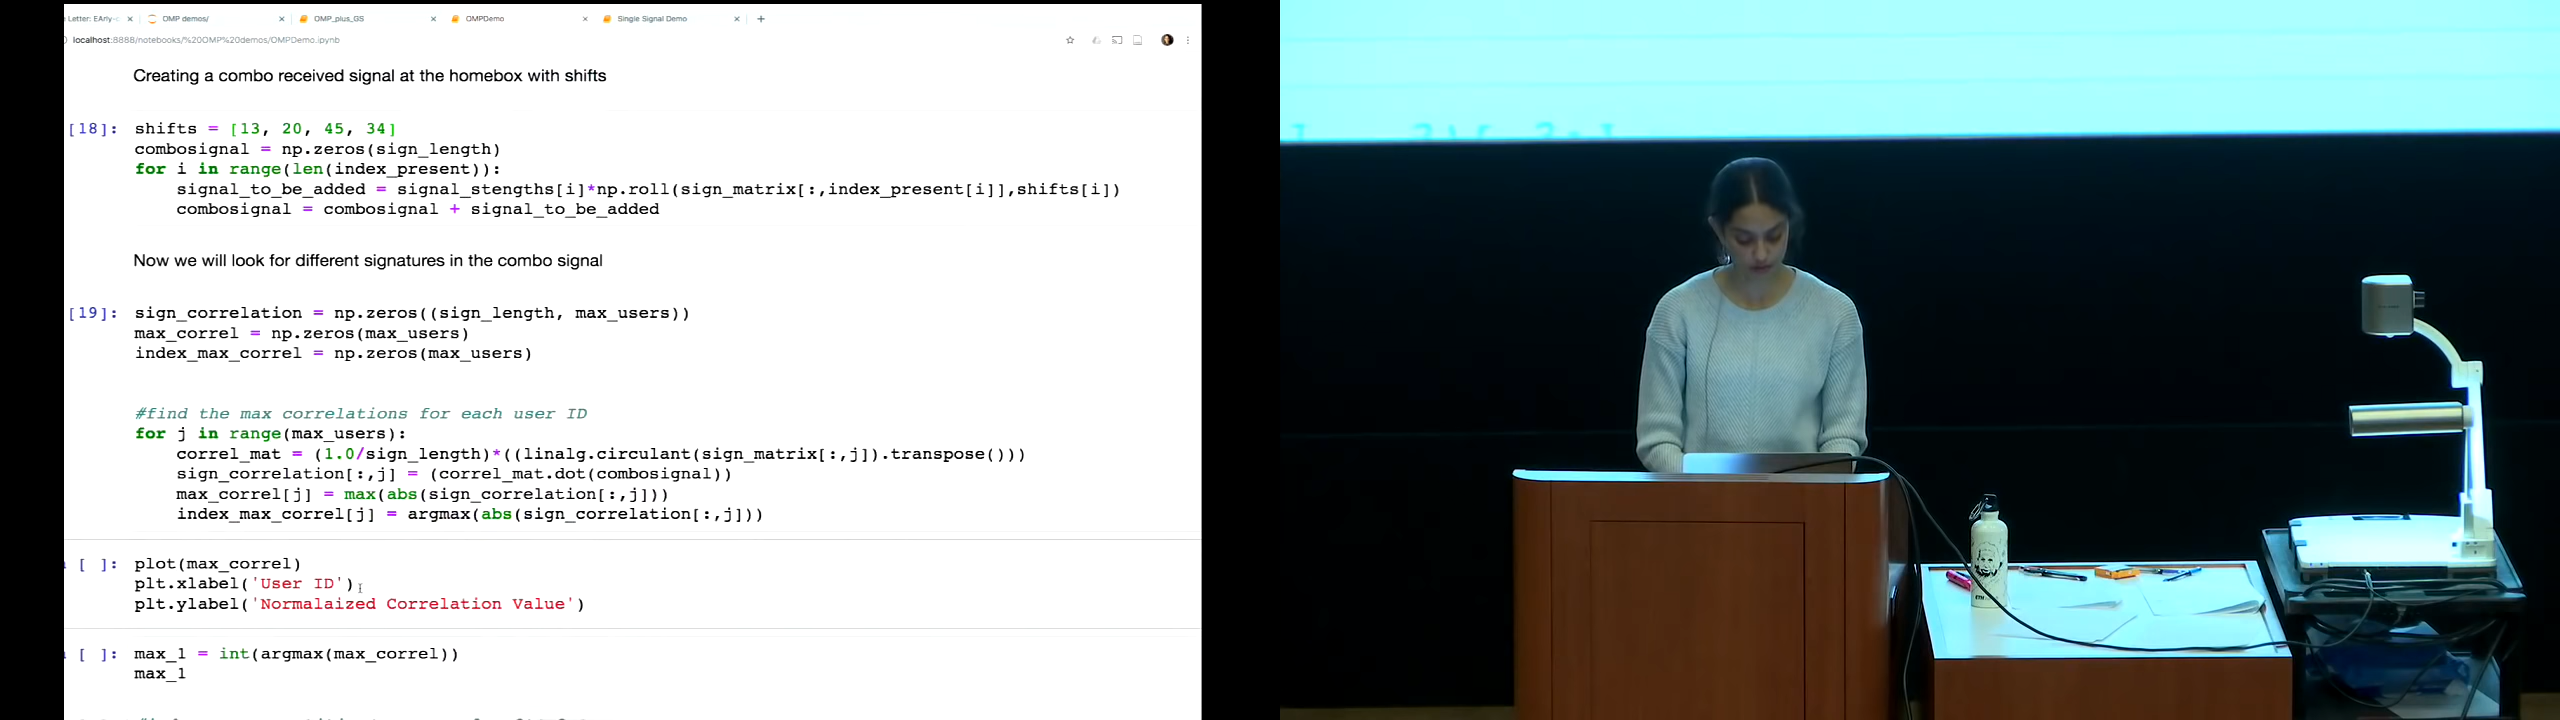 Letter: EArly-
OMP demos/
OMP_plus_GS
OMPDemo
Single Signal Demo
localhost:8888/notebooks/%20OMP%20demos/OMPDemo.ipynb
Creating a combo received signal at the homebox with shifts
[18]: shifts = [13, 20, 45, 34]
combosignal = np.zeros(sign_length)
for i in range(len(index_present)):
signal_to_be_added = signal_stengths[i]*np.roll(sign_matrix[:,index_present[i]],shifts[i])
combosignal = combosignal + signal_to_be_added
Now we will look for different signatures in the combo signal
[19]: sign_correlation = np.zeros((sign_length, max_users))
max_correl = np.zeros(max_users)
index_max_correl = np.zeros(max_users)
#find the max correlations for each user ID
for j in range(max_users):
correl_mat = (1.0/sign_length)*((linalg.circulant(sign_matrix[:,j]).transpose()))
sign_correlation[:,j] = (correl_mat.dot(combosignal))
max_correl[j] = max(abs(sign_correlation[:,j]))
index_max_correl[j] = argmax(abs(sign_correlation[:,j]))
[ ]: plot(max_correl)
plt.xlabel('User ID')
plt.ylabel('Normalaized Correlation Value')
[ ]: max_1 = int(argmax(max_correl))
max_1
ETH